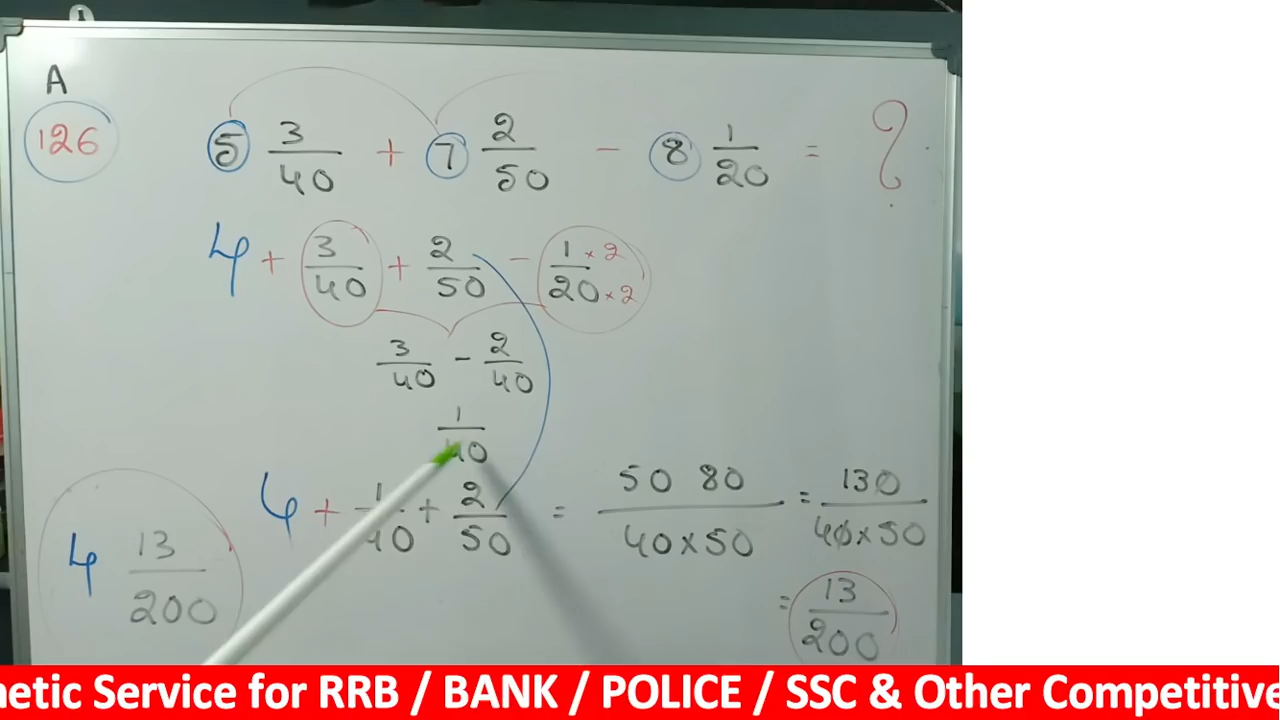 A
126
5 3/40 + 7 2/50 - 8 1/20 = ?
4 + 3/40 + 2/50 - 1×2/20×2
3/40 - 2/40
1/40
4 + 1/40 + 2/50 = 50 80/40×50 = 130/40×50
4 13/200
= 13/200
netic Service for RRB / BANK / POLICE / SSC & Other Competitive